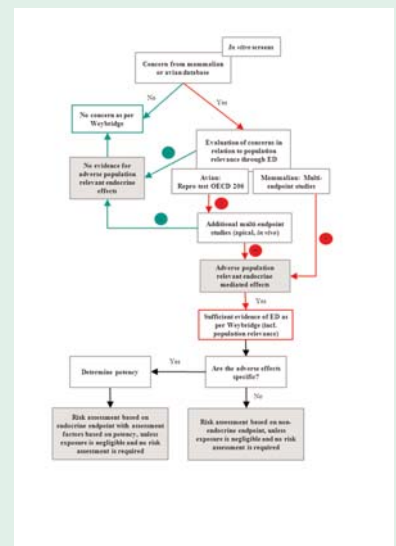 In vitro screens
Concern from mammalian
or avian database
No
Yes
No concern as per
Weybridge
Evaluation of concerns in
relation to population
relevance through ED
No evidence for
adverse population
relevant endocrine
effects
Avian:
Repro test OECD 206
Mammalian: Multi-
endpoint studies
Additional multi-endpoint
studies (apical, in vivo)
Adverse population
relevant endocrine
mediated effects
Yes
Sufficient evidence of ED as
per Weybridge (incl.
population relevance)
Determine potency
Yes
Are the adverse effects
specific?
No
Risk assessment based on
endocrine endpoint with assessment
factors based on potency, unless
exposure is negligible and no risk
assessment is required
Risk assessment based on non-
endocrine endpoint, unless
exposure is negligible and no risk
assessment is required